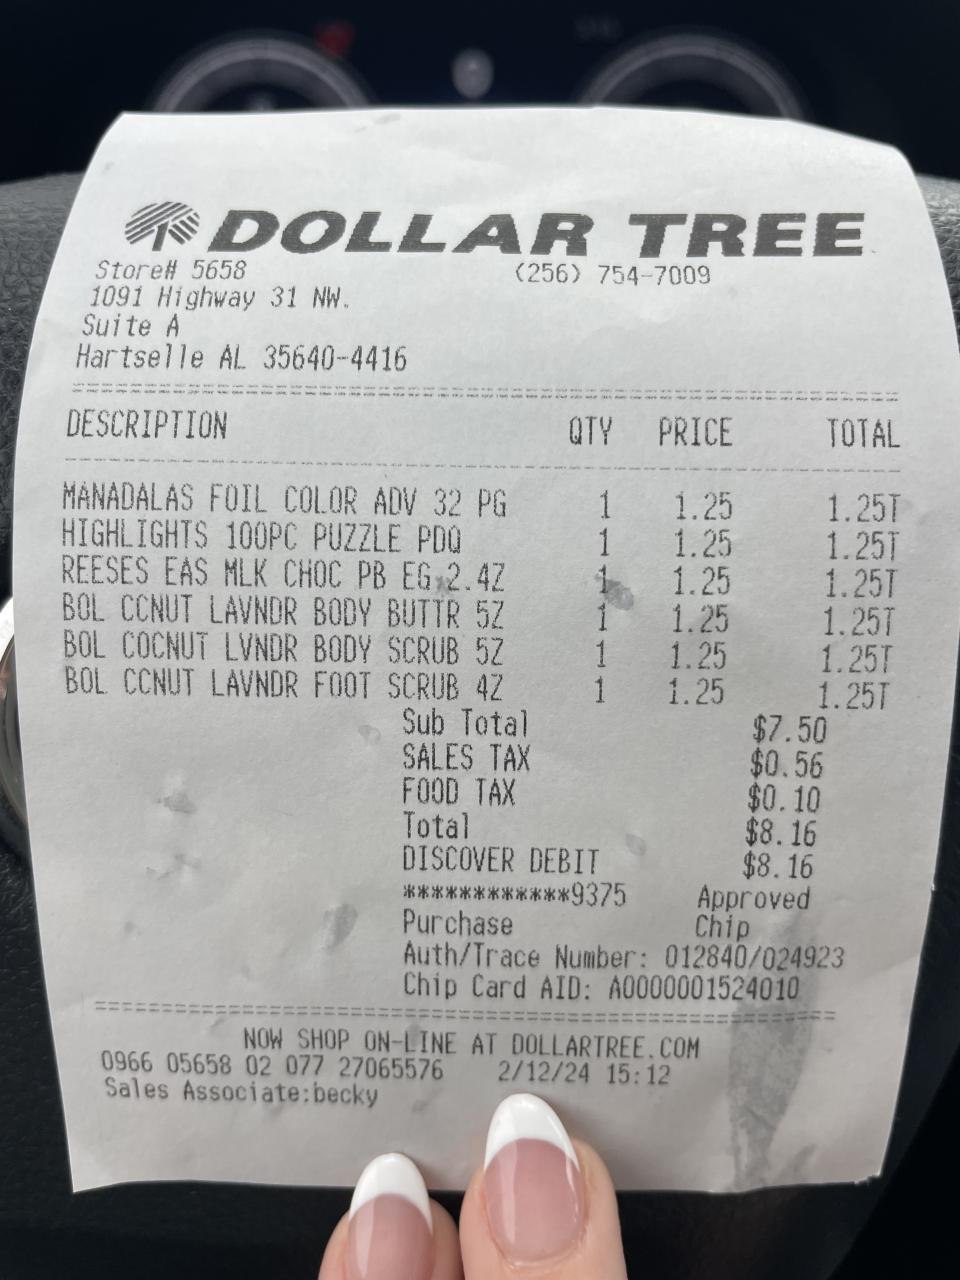 DOLLAR TREE
Store# 5658 (256) 754-7009
1091 Highway 31 NW.
Suite A
Hartselle AL 35640-4416
DESCRIPTION QTY PRICE TOTAL
MANADALAS FOIL COLOR ADV 32 PG 1 1.25 1.25T
HIGHLIGHTS 100PC PUZZLE PDQ 1 1.25 1.25T
REESES EAS MLK CHOC PB EG 2.4Z 1 1.25 1.25T
BOL CCNUT LAVNDR BODY BUTTR 5Z 1 1.25 1.25T
BOL COCNUT LVNDR BODY SCRUB 5Z 1 1.25 1.25T
BOL CCNUT LAVNDR FOOT SCRUB 4Z 1 1.25 1.25T
Sub Total $7.50
SALES TAX $0.56
FOOD TAX $0.10
Total $8.16
DISCOVER DEBIT $8.16
************9375 Approved
Purchase Chip
Auth/Trace Number: 012840/024923
Chip Card AID: A0000001524010
NOW SHOP ON-LINE AT DOLLARTREE.COM
0966 05658 02 077 27065576 2/12/24 15:12
Sales Associate:becky